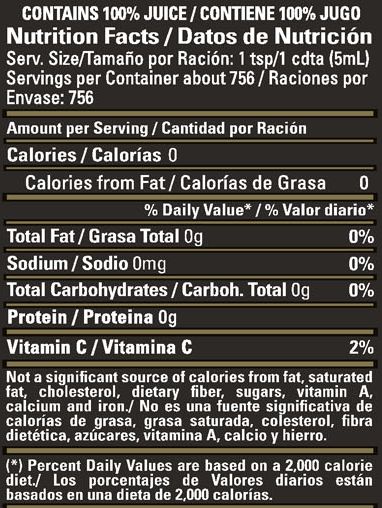 CONTAINS 100% JUICE / CONTIENE 100% JUGO
Nutrition Facts / Datos de Nutrición
Serv. Size/Tamaño por Ración: 1 tsp/1 cdta (5mL)
Servings per Container about 756 / Raciones por
Envase: 756
Amount per Serving / Cantidad por Ración
Calories / Calorías 0
Calories from Fat / Calorías de Grasa 0
% Daily Value* / % Valor diario*
Total Fat / Grasa Total 0g 0%
Sodium / Sodio 0mg 0%
Total Carbohydrates / Carboh. Total 0g 0%
Protein / Proteina 0g
Vitamin C / Vitamina C 2%
Not a significant source of calories from fat, saturated
fat, cholesterol, dietary fiber, sugars, vitamin A,
calcium and iron./ No es una fuente significativa de
calorías de grasa, grasa saturada, colesterol, fibra
dietética, azúcares, vitamina A, calcio y hierro.
(*) Percent Daily Values are based on a 2,000 calorie
diet./ Los porcentajes de Valores diarios están
basados en una dieta de 2,000 calorías.